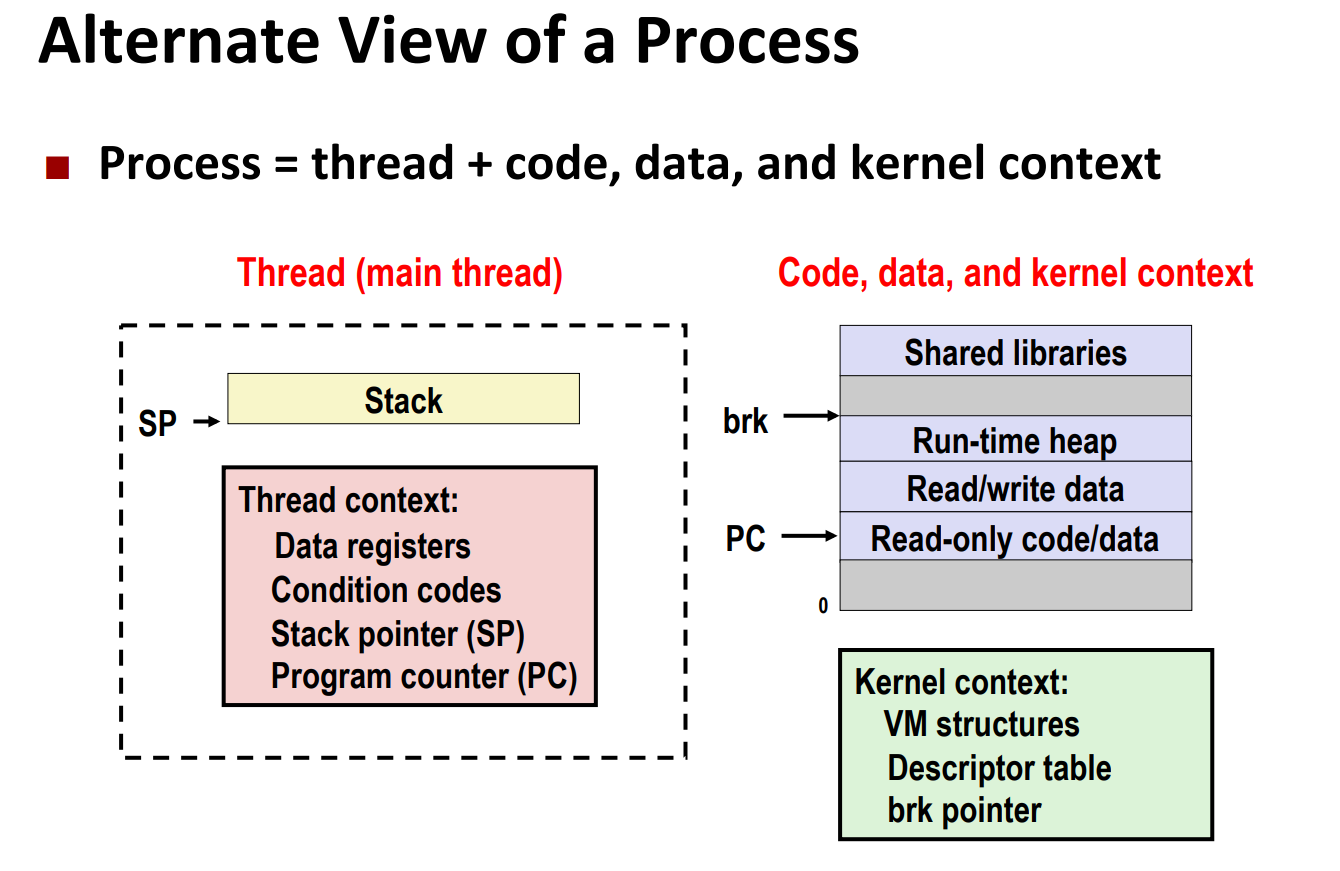 Alternate View of a Process
Process = thread + code, data, and kernel context
Thread (main thread)
Stack
SP
Thread context:
Data registers
Condition codes
Stack pointer (SP)
Program counter (PC)
Code, data, and kernel context
Shared libraries
brk
Run-time heap
Read/write data
PC
Read-only code/data
0
Kernel context:
VM structures
Descriptor table
brk pointer